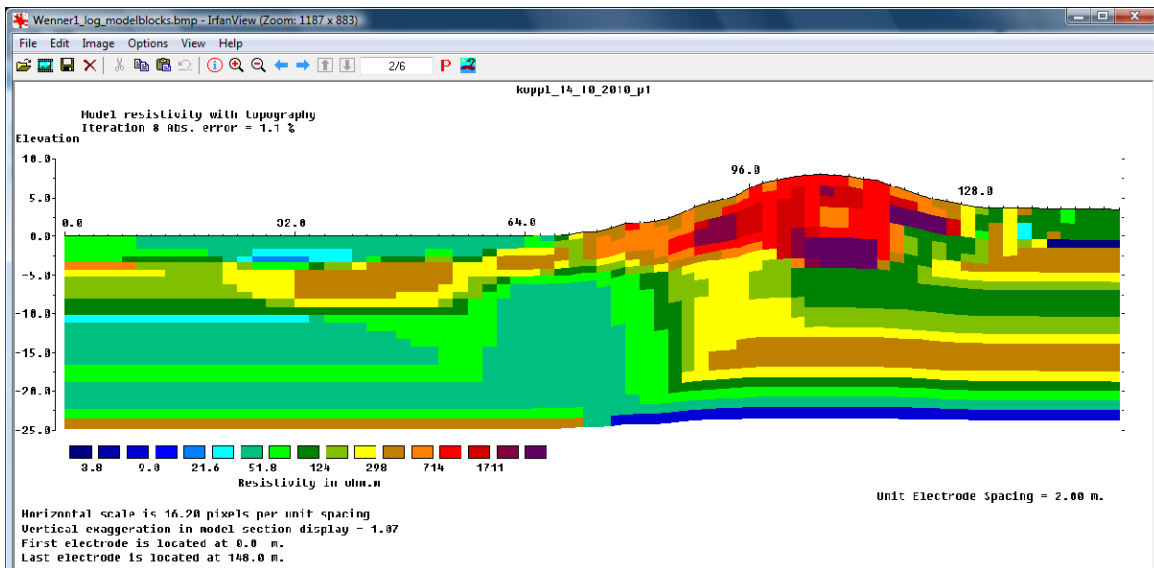 Wenner1_log_modelblocks.bmp - IrfanView (Zoom: 1187 x 883)
File Edit Image Options View Help
2/6
kuppl_14_10_2010_p1
Model resistivity with topography
Iteration 8 Abs. error = 1.1 %
Elevation
10.0
96.0
5.0
128.0
0.0 32.0 64.0
0.0
-5.0
-10.0
-15.0
-20.0
-25.0
3.8 9.0 21.6 51.8 124 298 714 1711
Resistivity in ohm.m
Unit Electrode Spacing = 2.00 m.
Horizontal scale is 16.20 pixels per unit spacing
Vertical exaggeration in model section display = 1.07
First electrode is located at 0.0 m.
Last electrode is located at 148.0 m.